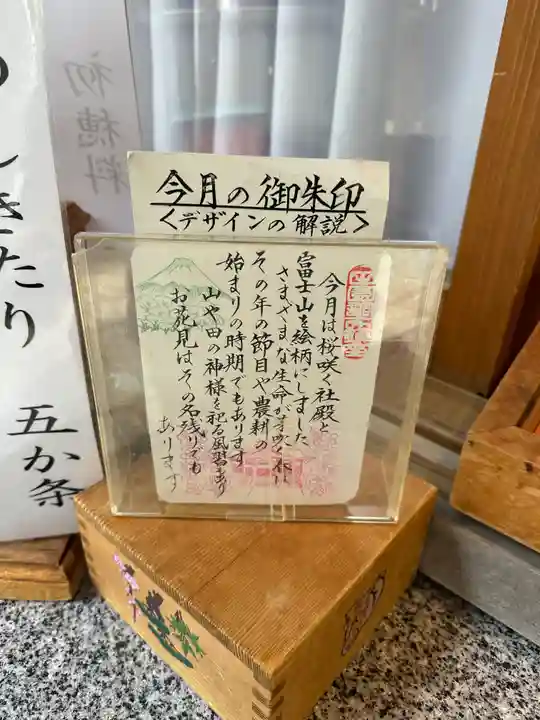 今月の御朱印
<デザインの解説>
今月は桜咲く社殿と
富士山を絵柄にしました
さまざまな生命が芽吹く春は
その年の節目や農耕の
始まりの時期でもあります
山や田の神様を祀る風習あり
お花見はその名残りでも
あります
初穂料
きたり
五か条